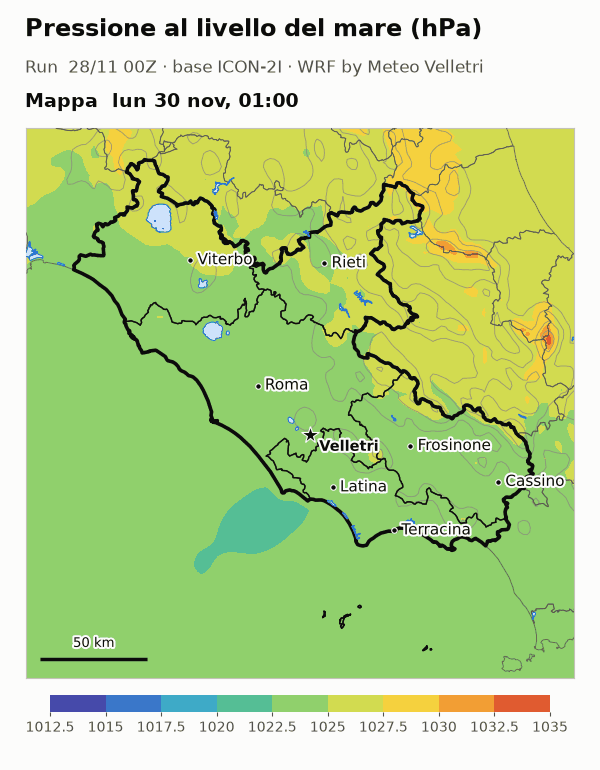 Pressione al livello del mare (hPa)
Run 28/11 00Z · base ICON-2I · WRF by Meteo Velletri
Mappa lun 30 nov, 01:00
Viterbo
Rieti
Roma
Velletri
Frosinone
Latina
Cassino
Terracina
50 km
1012.5 1015 1017.5 1020 1022.5 1025 1027.5 1030 1032.5 1035